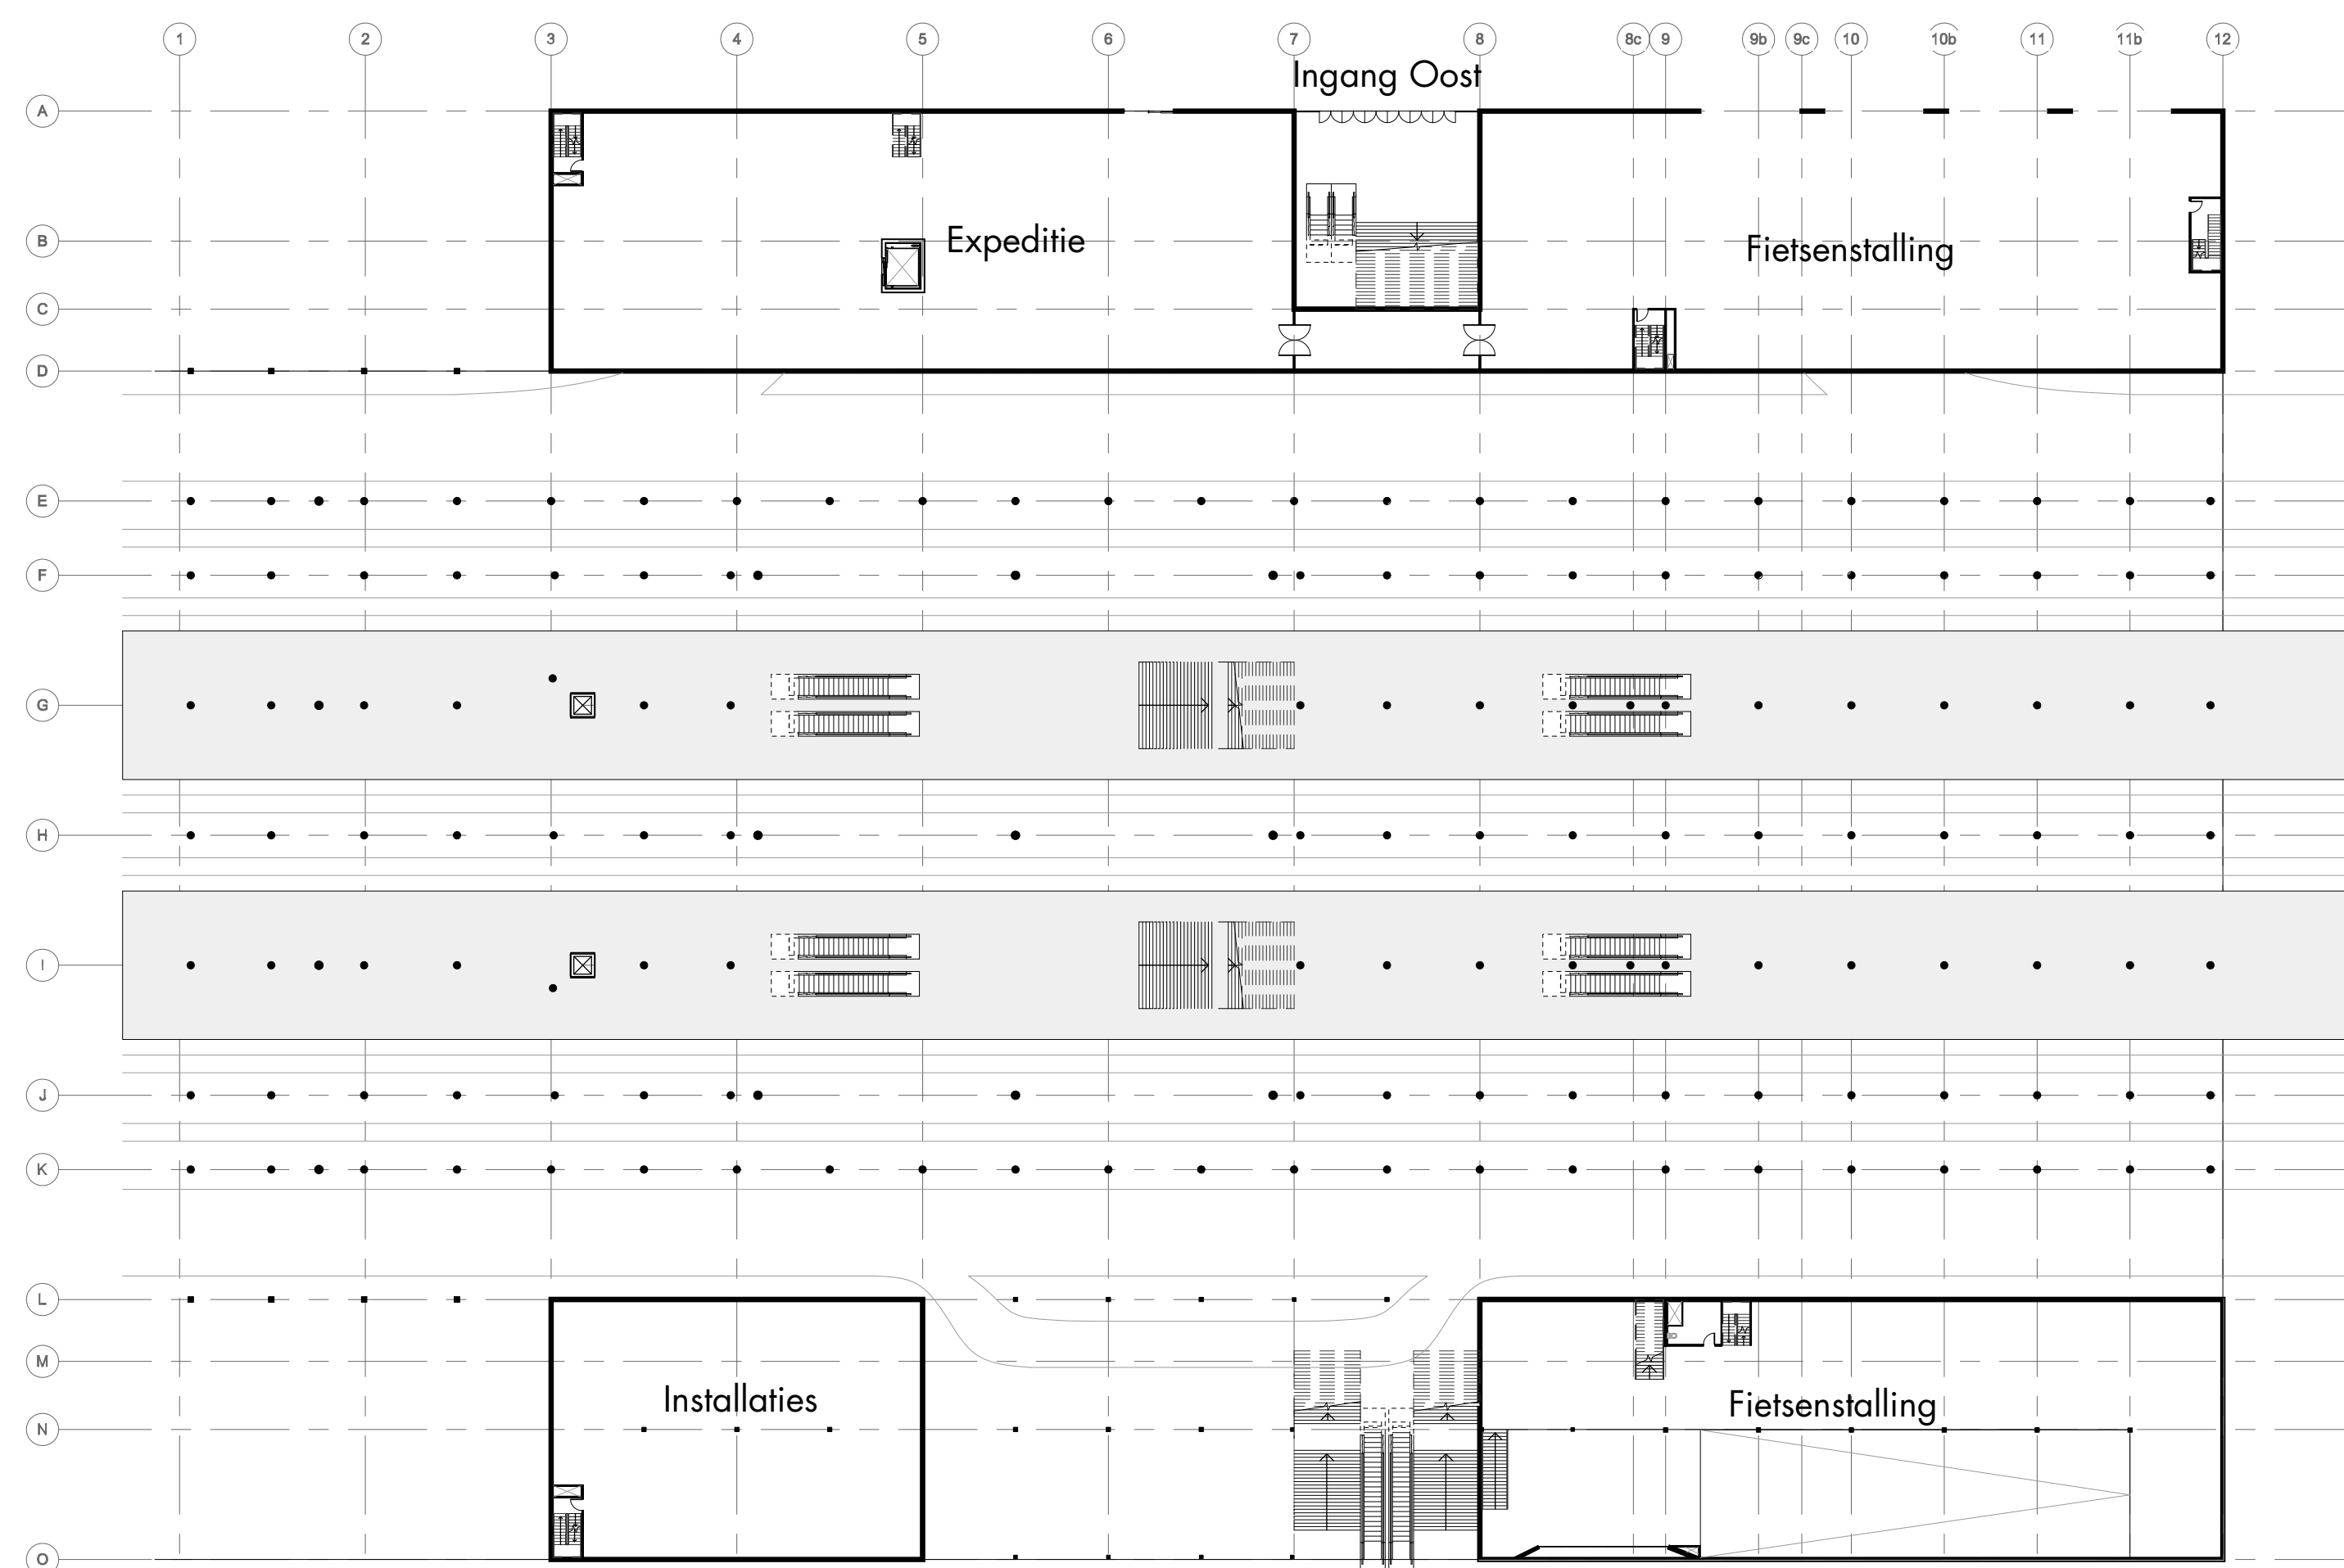 1 2 3 4 5 6 7 8 8c 9 9b 9c 10 10b 11 11b 12
Ingang Oost
A
B
Expeditie
Fietsenstalling
C
D
E
F
G
H
I
J
K
L
M
Installaties
Fietsenstalling
N
O